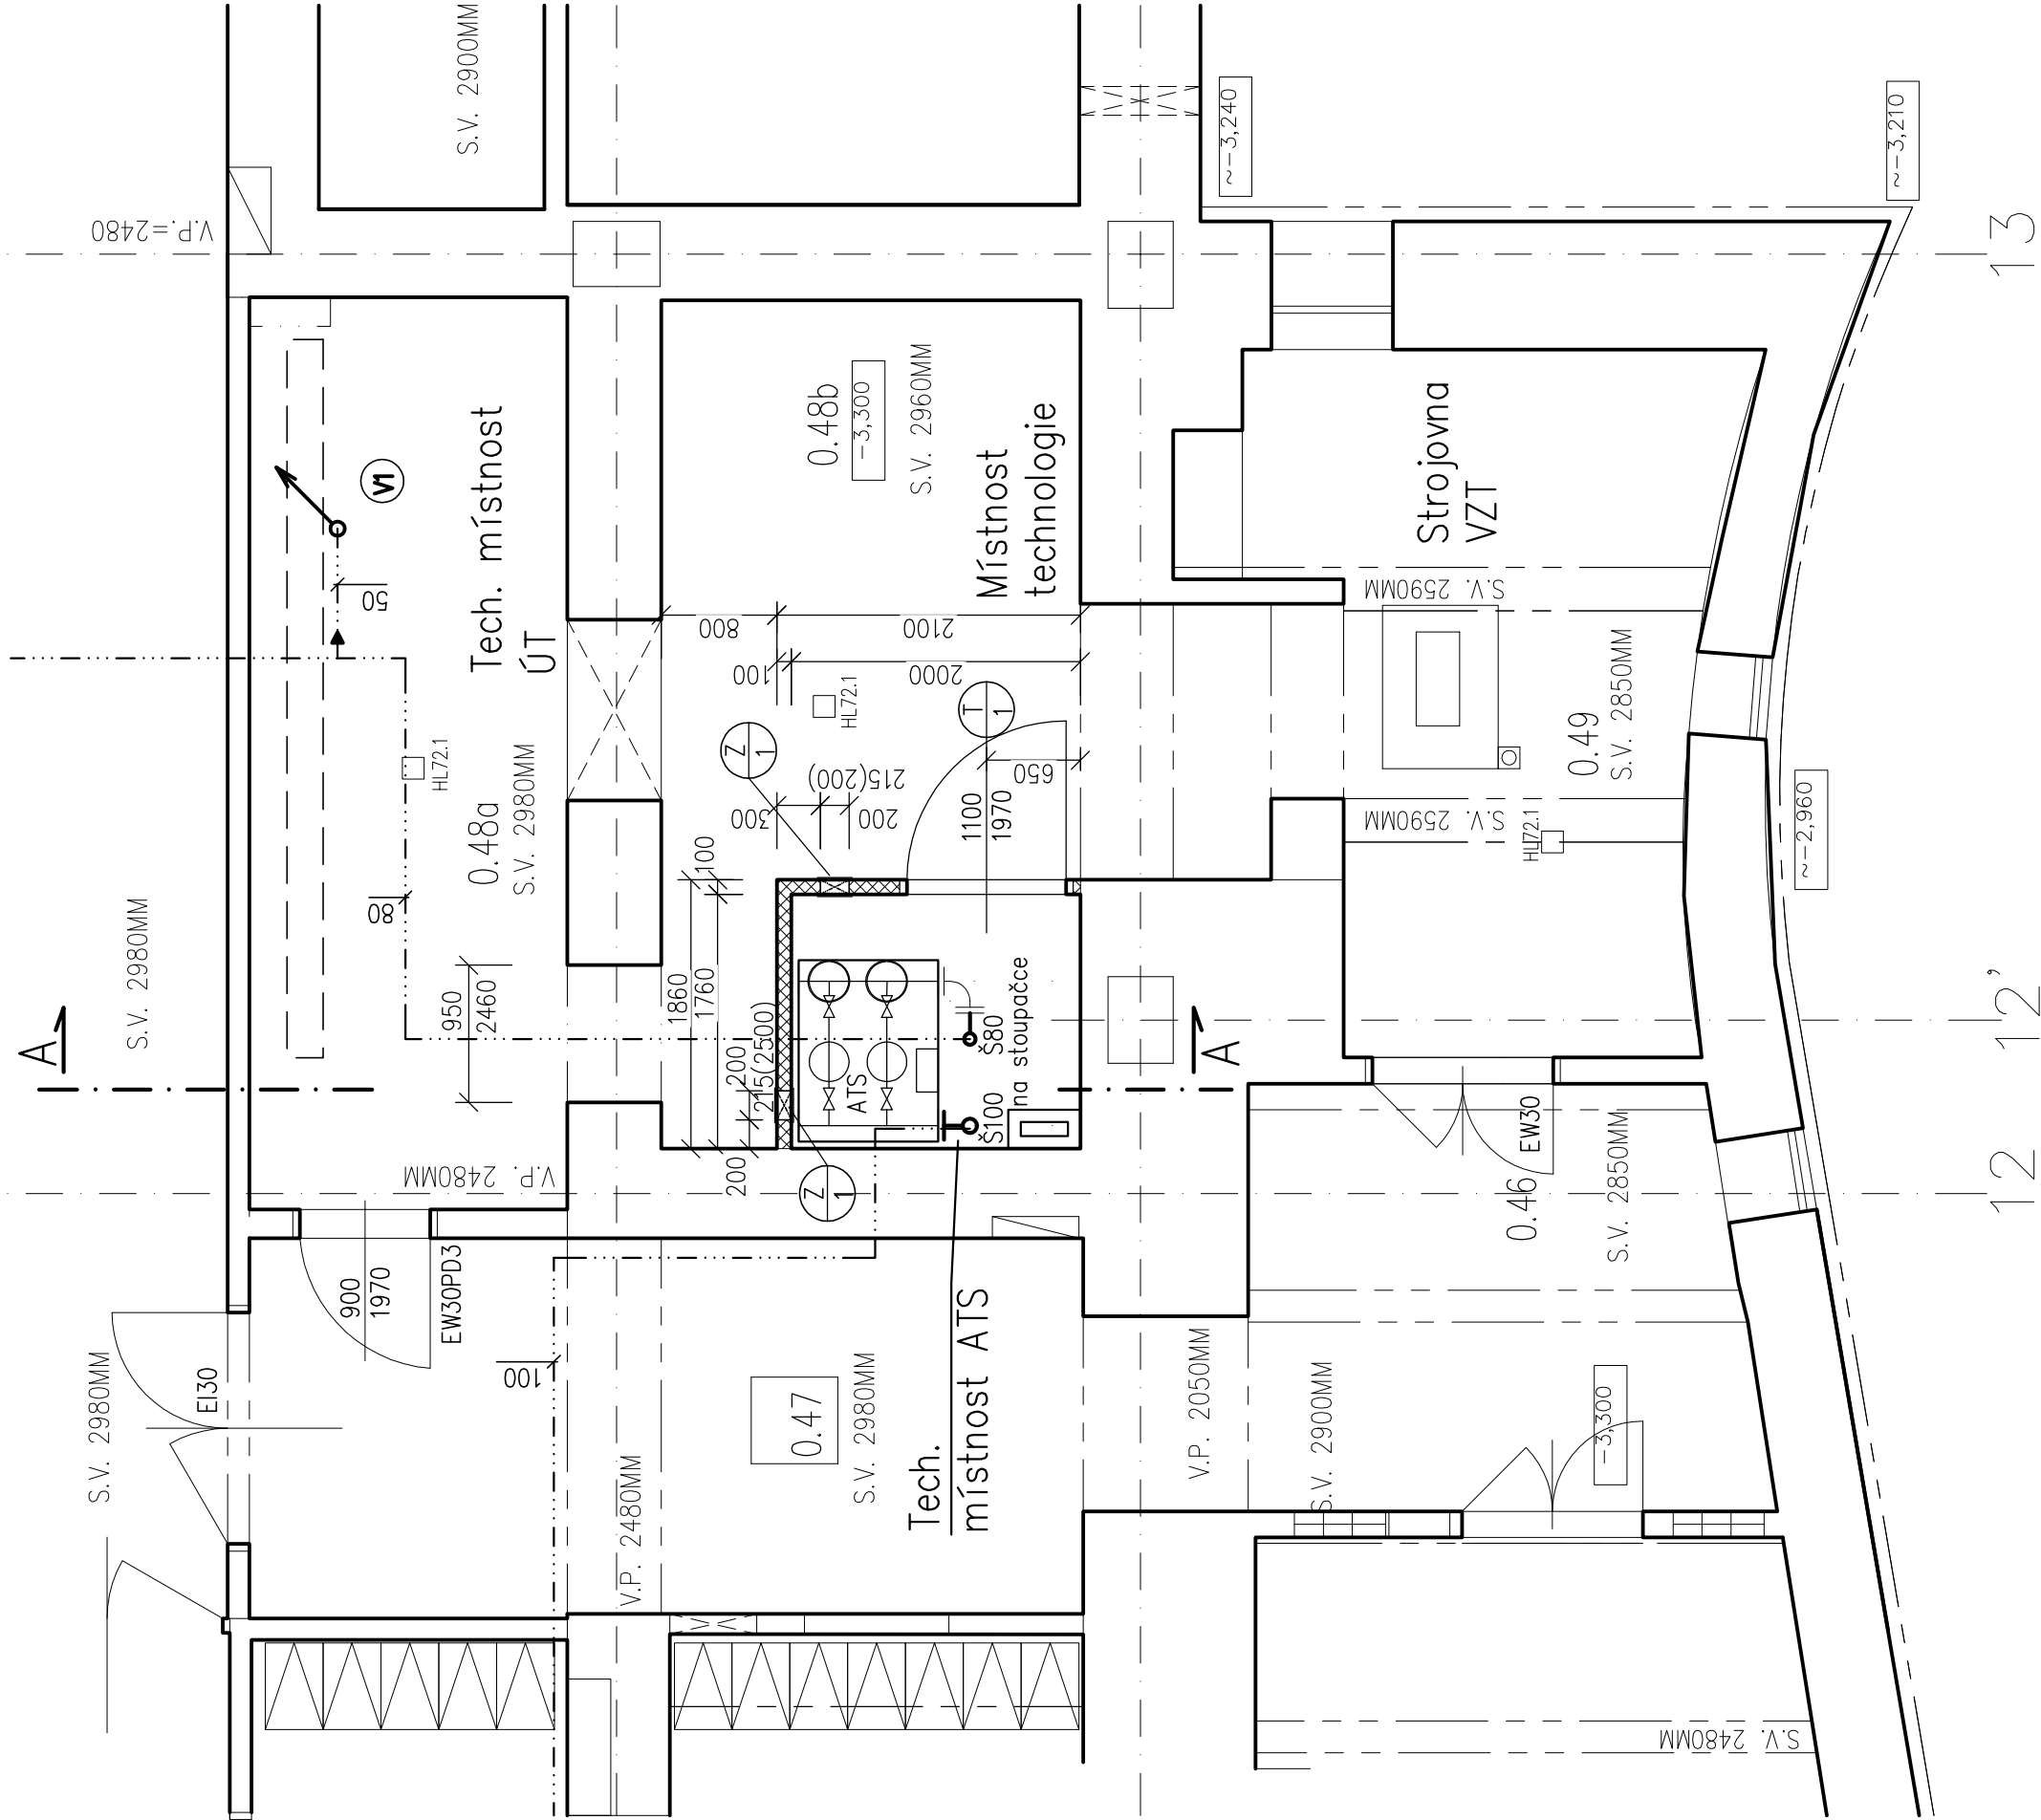 V.P.=2480
S.V. 2900MM
~-3,240
~-3,210
13
V1
50
Tech. místnost
ÚT
0.48a
S.V. 2980MM
HL72.1
80
S.V. 2980MM
A
950
2460
0.48b
-3,300
S.V. 2960MM
Místnost
technologie
800
2100
100
2000
HL72.1
Z
1
T
1
215(200)
300
200
650
1100
1970
100
1860
1760
200
215(2500)
200
ATS
Š100
Š80
na stoupačce
A
Z
1
Strojovna
VZT
S.V. 2590MM
0.49
S.V. 2850MM
S.V. 2590MM
HL72.1
~-2,960
12'
12
V.P. 2480MM
900
1970
EW30PD3
EI30
S.V. 2980MM
100
0.47
S.V. 2980MM
V.P. 2480MM
Tech.
místnost ATS
EW30
0.46
S.V. 2850MM
V.P. 2050MM
S.V. 2900MM
-3,300
S.V. 2480MM